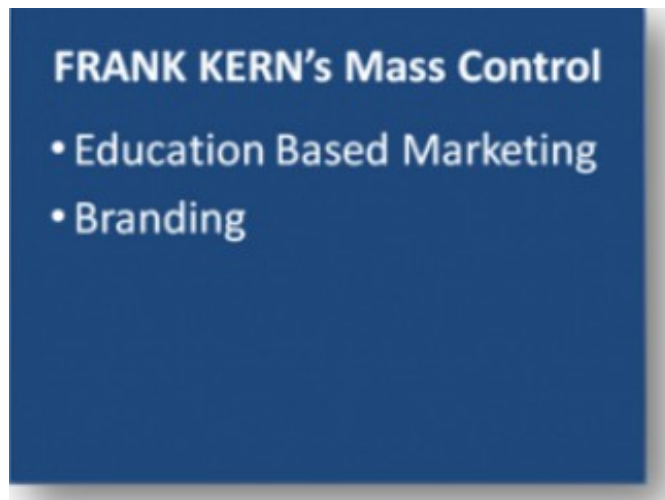 FRANK KERN's Mass Control
• Education Based Marketing
• Branding